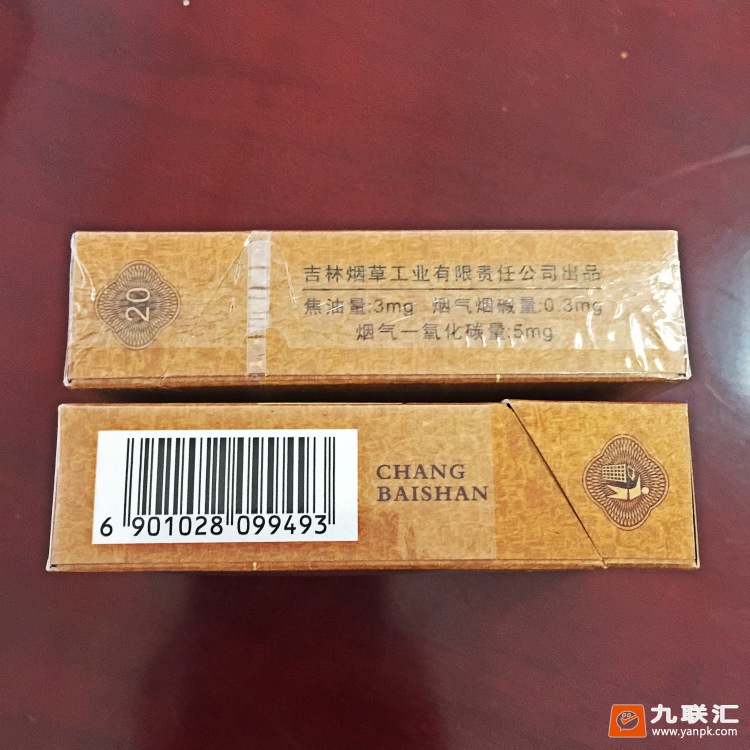 20
吉林烟草工业有限责任公司出品
焦油量:3mg 烟气烟碱量:0.3mg
烟气一氧化碳量:5mg
CHANG
BAISHAN
6 901028 099493
九联汇
www.yanpk.com